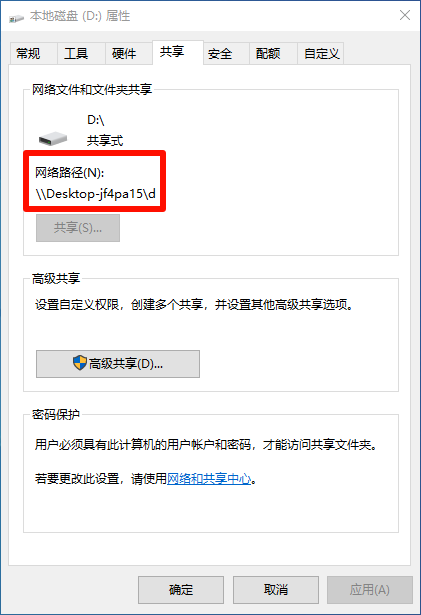 本地磁盘 (D:) 属性
常规 工具 硬件 共享 安全 配额 自定义
网络文件和文件夹共享
D:\
共享式
网络路径(N):
\\Desktop-jf4pa15\d
共享(S)...
高级共享
设置自定义权限，创建多个共享，并设置其他高级共享选项。
高级共享(D)...
密码保护
用户必须具有此计算机的用户帐户和密码，才能访问共享文件夹。
若要更改此设置，请使用网络和共享中心。
确定 取消 应用(A)